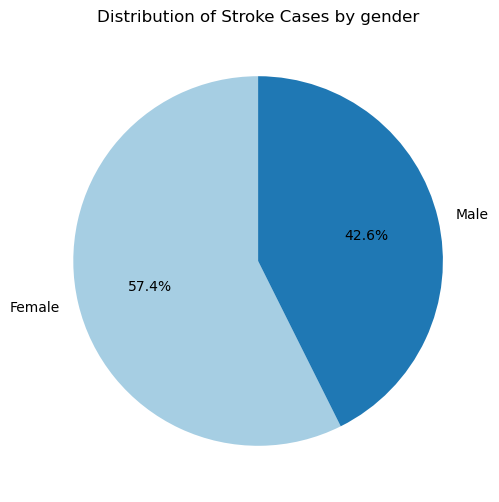 Distribution of Stroke Cases by gender
Male
42.6%
57.4%
Female